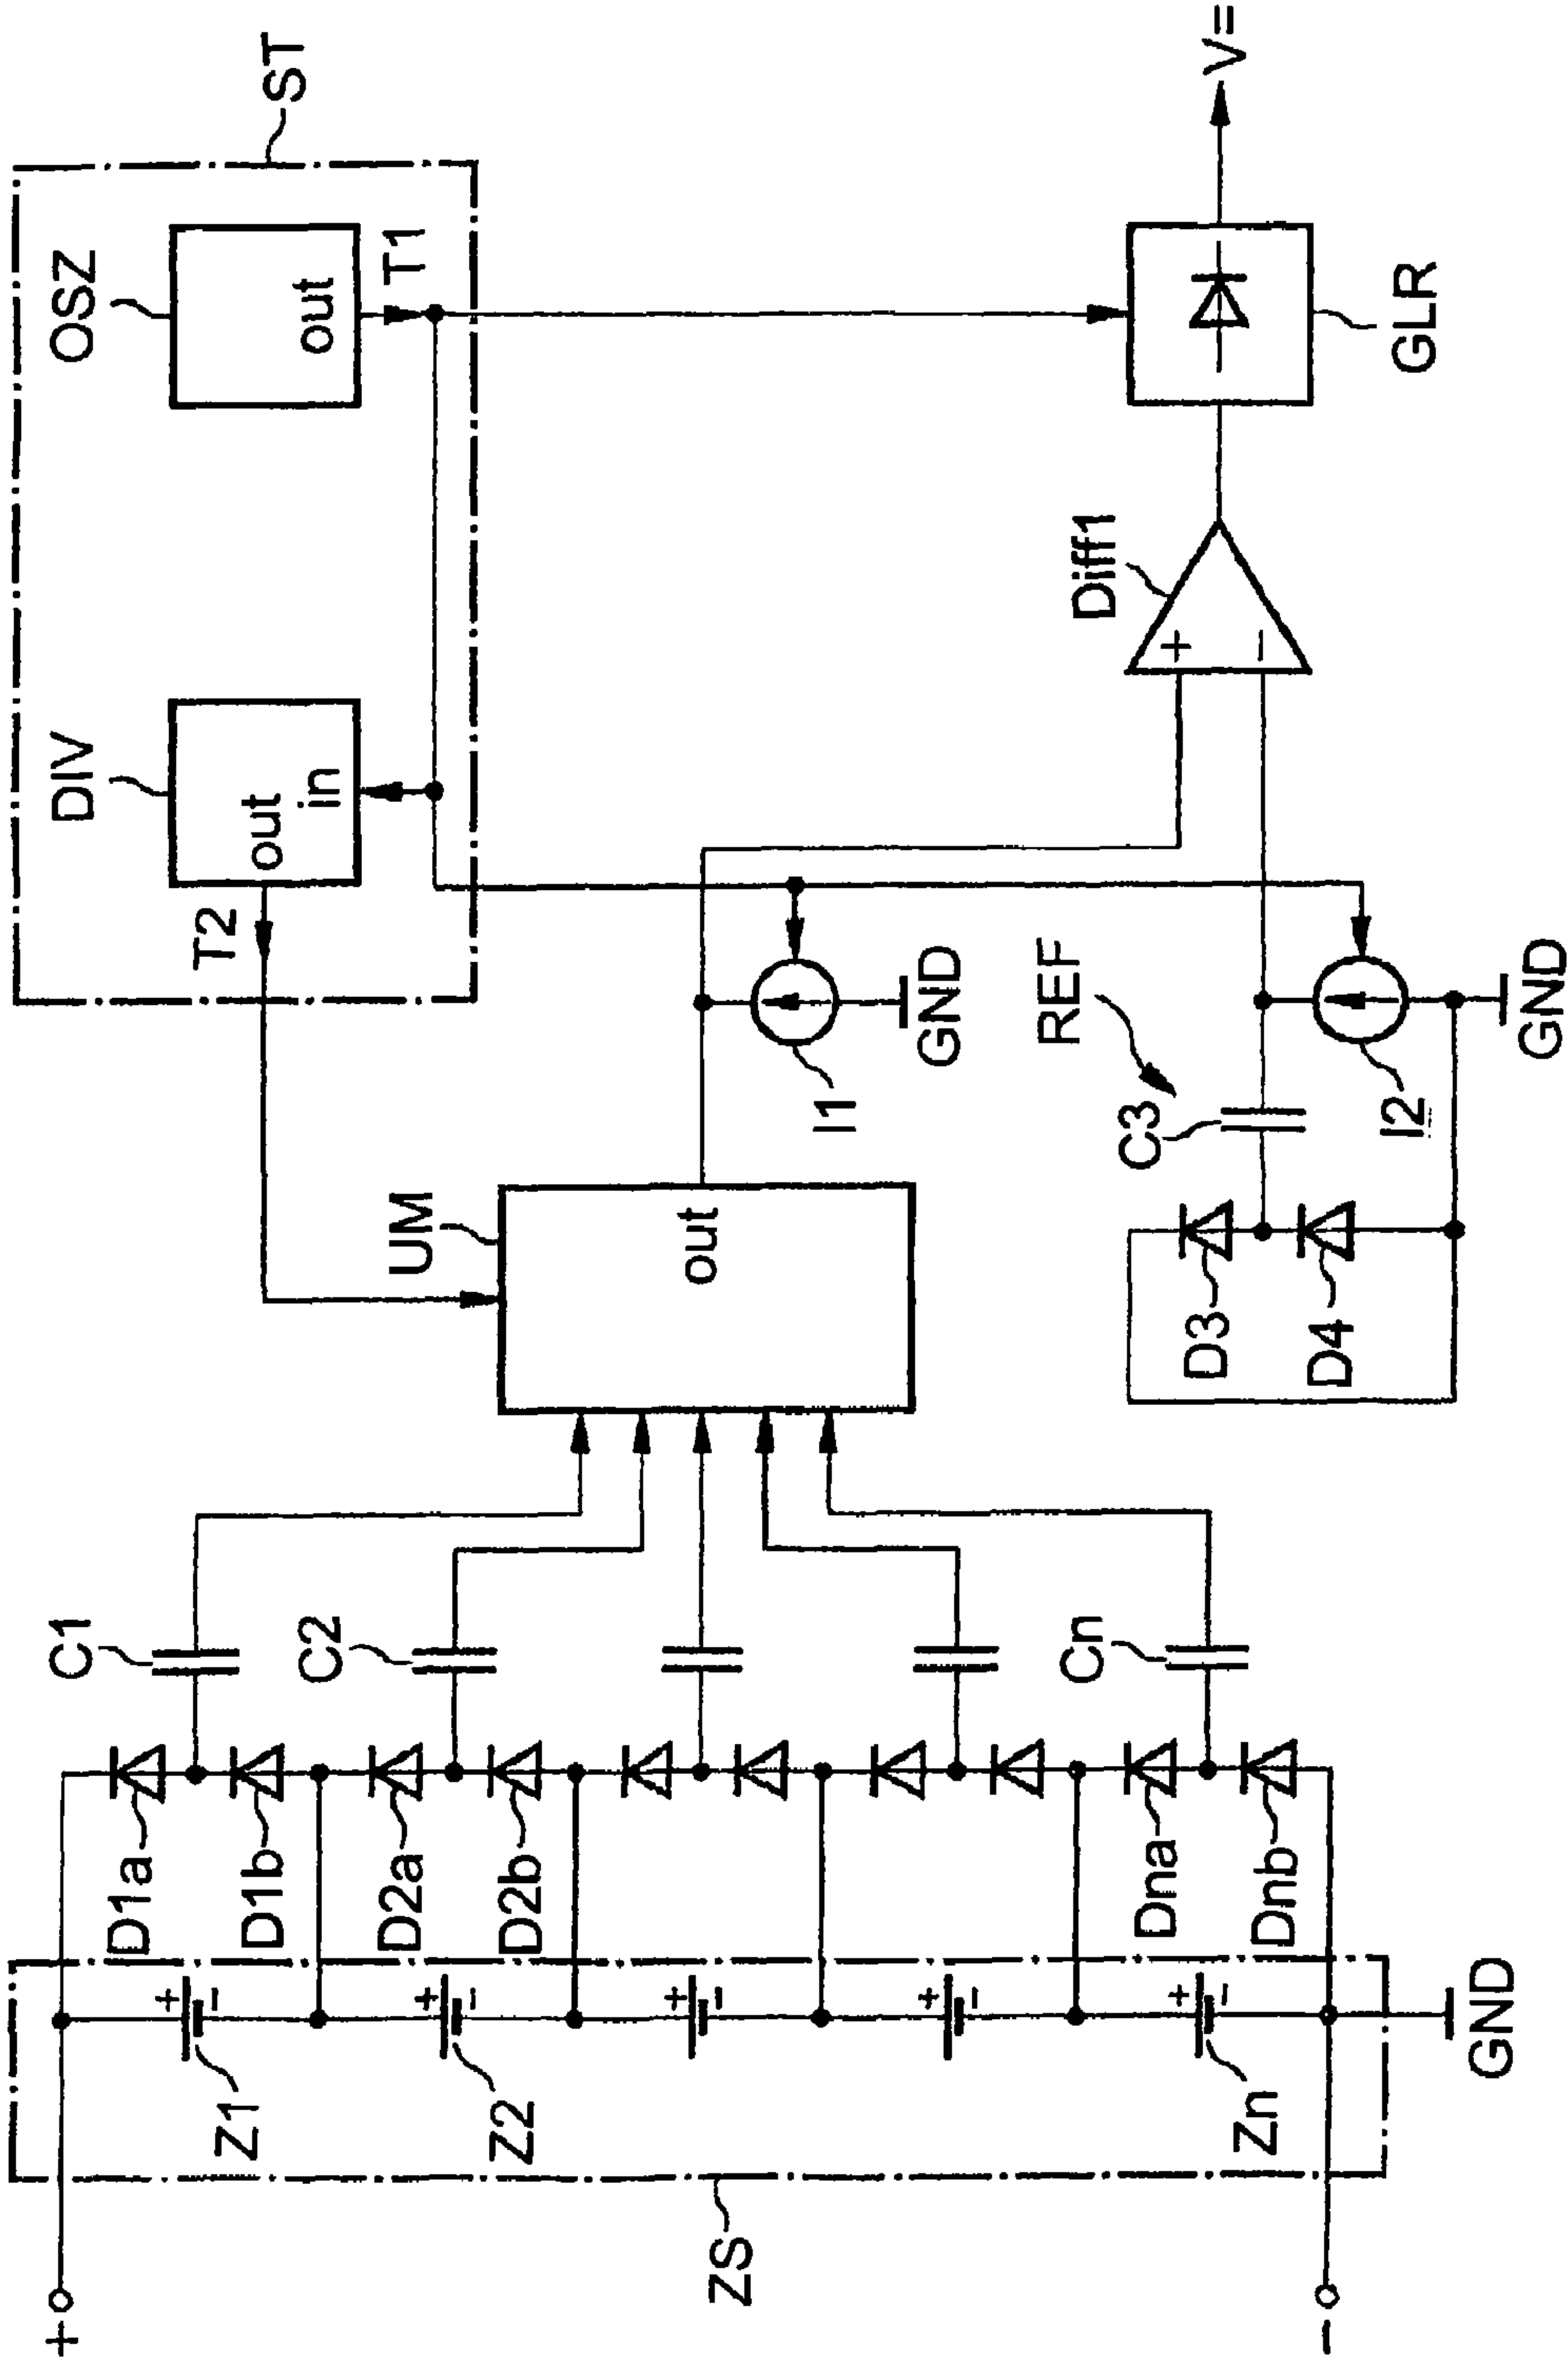 +
−
ZS
Z1
+
−
Z2
+
−
+
−
+
−
Zn
+
−
GND
D1a
D1b
D2a
D2b
Dna
Dnb
C1
C2
Cn
UM
out
T2
DIV
out
in
OSZ
out
T1
ST
I1
GND
REF
C3
D3
D4
I2
GND
Diff1
+
−
GLR
V=